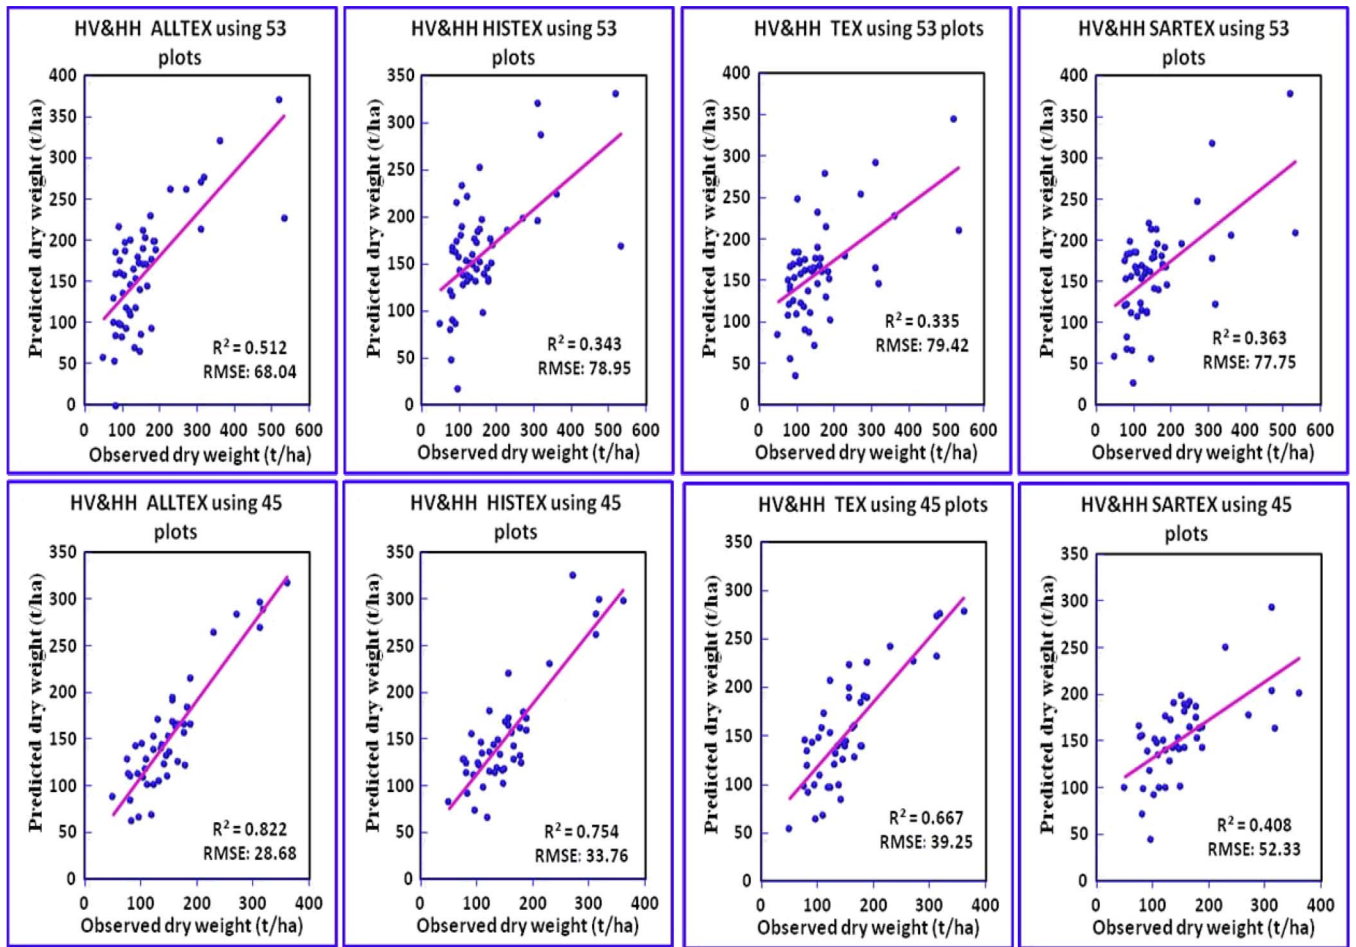 HV&HH ALLTEX using 53
plots
Predicted dry weight (t/ha)
400
350
300
250
200
150
100
50
0
R² = 0.512
RMSE: 68.04
0 100 200 300 400 500 600
Observed dry weight (t/ha)
HV&HH HISTEX using 53
plots
Predicted dry weight (t/ha)
350
300
250
200
150
100
50
0
R² = 0.343
RMSE: 78.95
0 100 200 300 400 500 600
Observed dry weight (t/ha)
HV&HH TEX using 53 plots
Predicted dry weight (t/ha)
400
350
300
250
200
150
100
50
0
R² = 0.335
RMSE: 79.42
0 100 200 300 400 500 600
Observed dry weight (t/ha)
HV&HH SARTEX using 53
plots
Predicted dry weight (t/ha)
400
350
300
250
200
150
100
50
0
R² = 0.363
RMSE: 77.75
0 100 200 300 400 500 600
Observed dry weight (t/ha)
HV&HH ALLTEX using 45
plots
Predicted dry weight (t/ha)
350
300
250
200
150
100
50
0
R² = 0.822
RMSE: 28.68
0 100 200 300 400
Observed dry weight (t/ha)
HV&HH HISTEX using 45
plots
Predicted dry weight (t/ha)
350
300
250
200
150
100
50
0
R² = 0.754
RMSE: 33.76
0 100 200 300 400
Observed dry weight (t/ha)
HV&HH TEX using 45 plots
Predicted dry weight (t/ha)
350
300
250
200
150
100
50
0
R² = 0.667
RMSE: 39.25
0 100 200 300 400
Observed dry weight (t/ha)
HV&HH SARTEX using 45
plots
Predicted dry weight (t/ha)
350
300
250
200
150
100
50
0
R² = 0.408
RMSE: 52.33
0 100 200 300 400
Observed dry weight (t/ha)